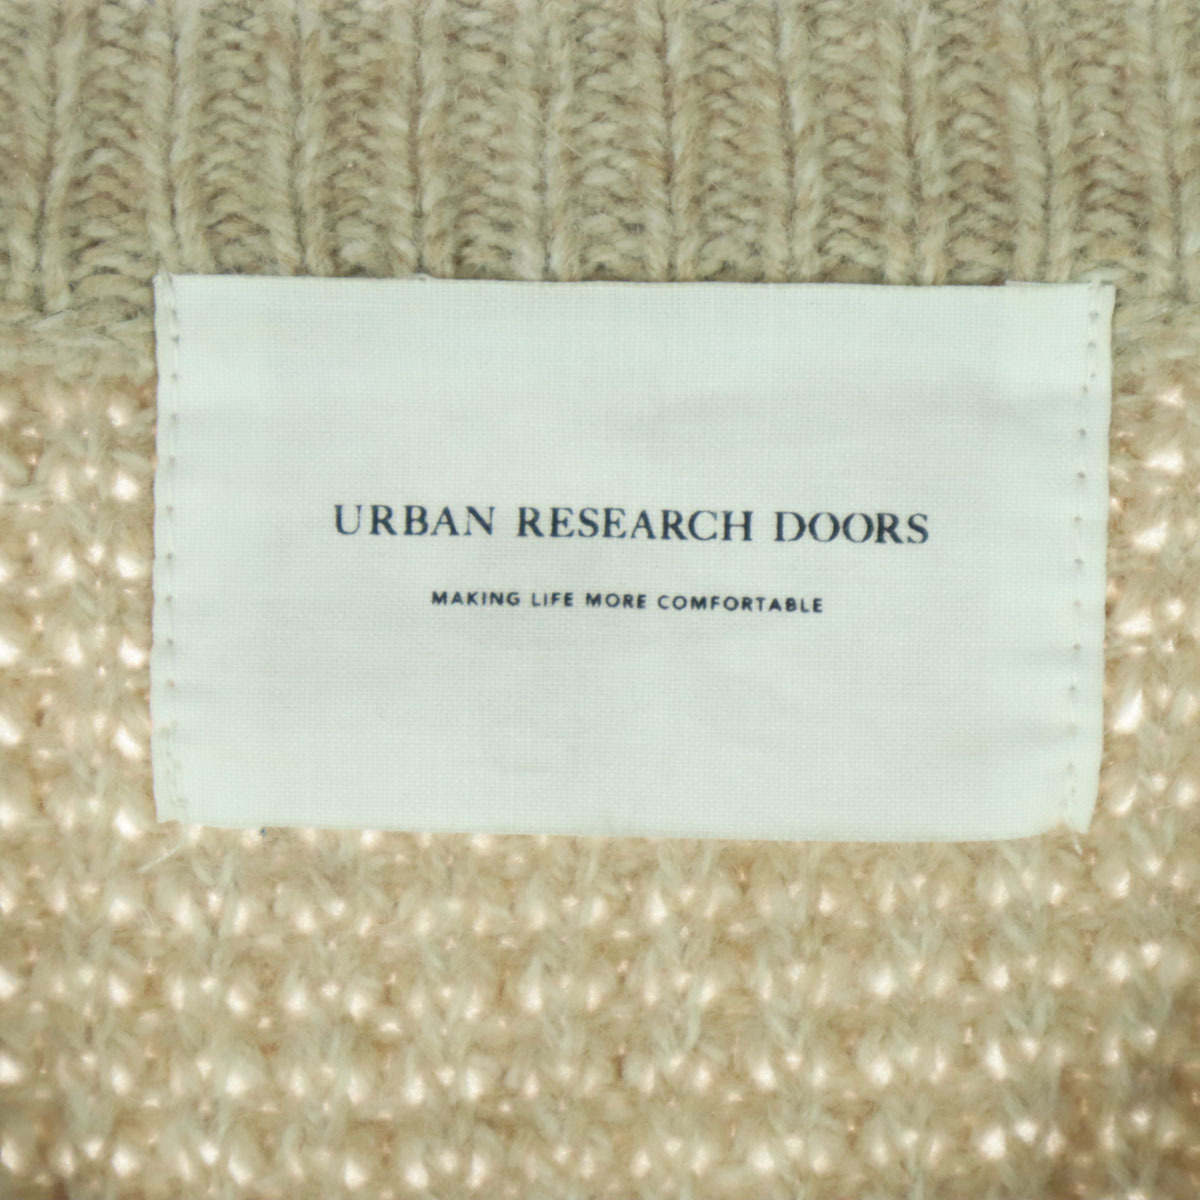 URBAN RESEARCH DOORS
MAKING LIFE MORE COMFORTABLE